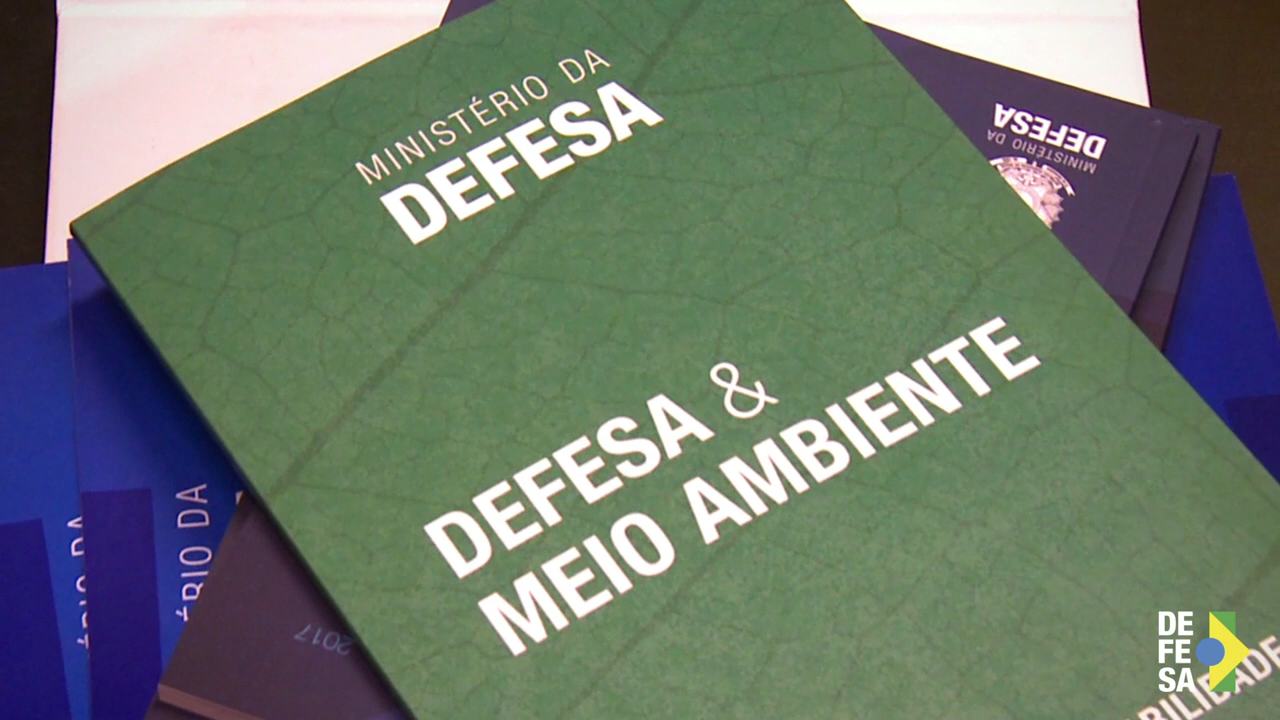 MINISTÉRIO DA
DEFESA
DEFESA &
MEIO AMBIENTE
DEFESA
MINISTÉRIO DA
2017
DE
FE
SA